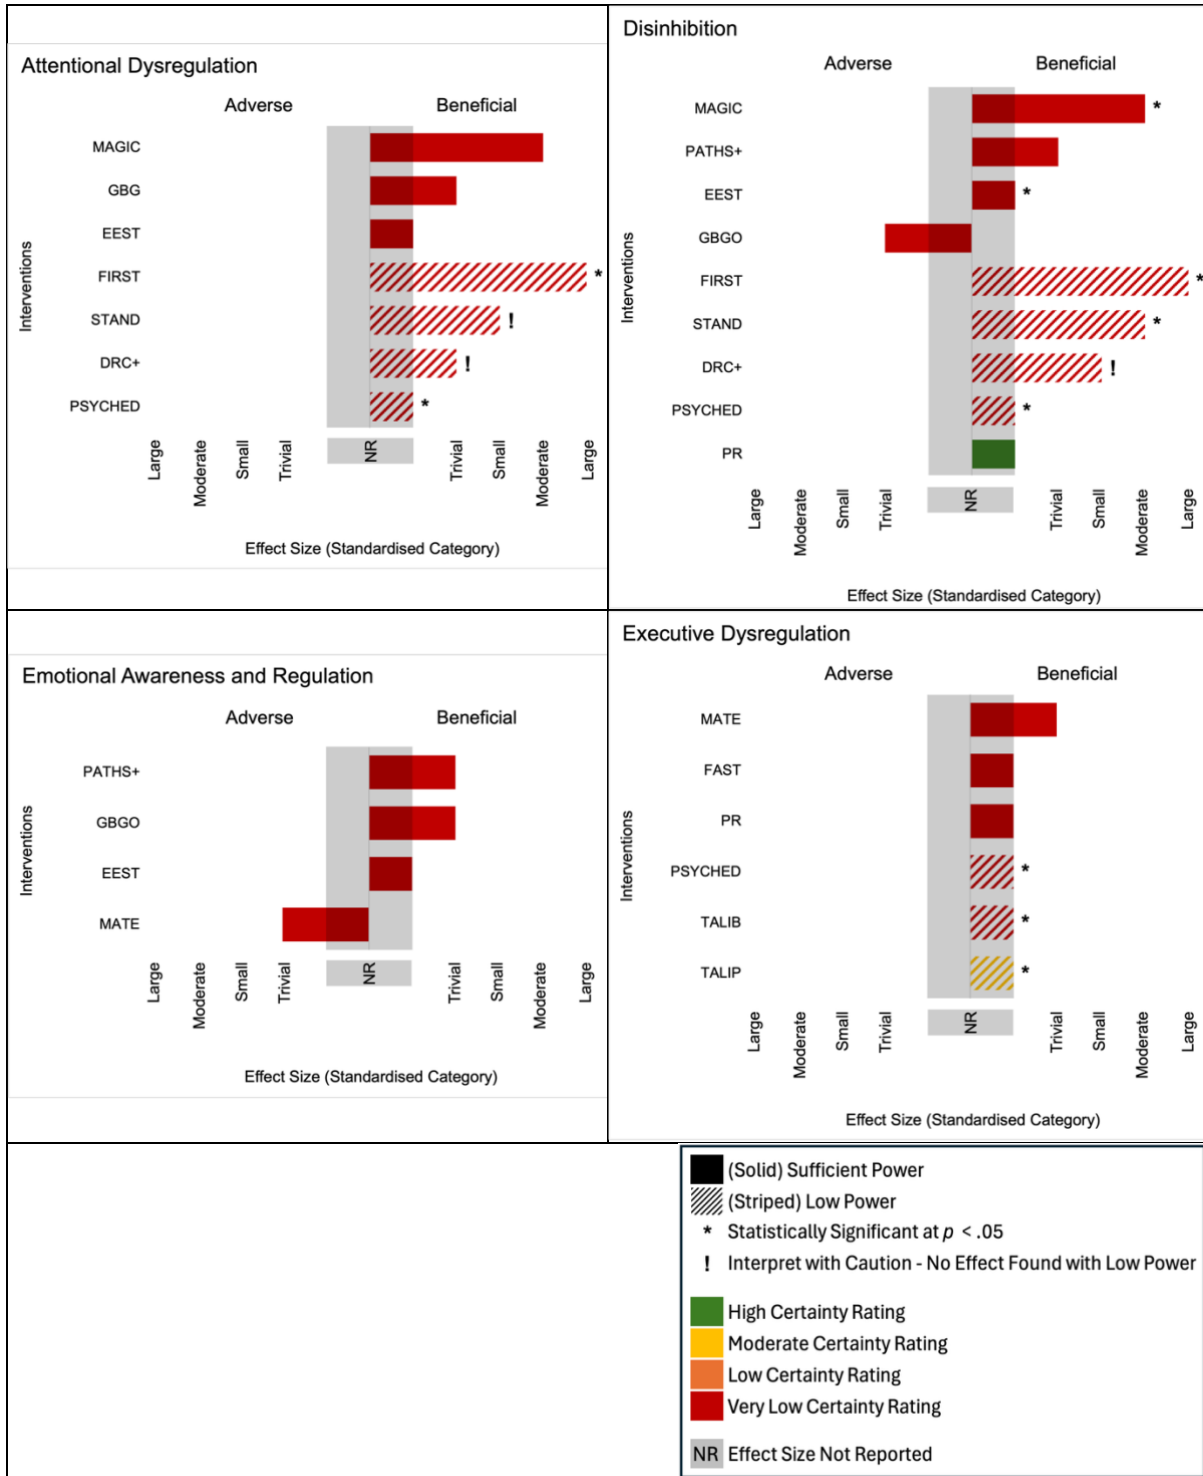 Attentional Dysregulation
Adverse Beneficial
Interventions
MAGIC
GBG
EEST
FIRST *
STAND !
DRC+ !
PSYCHED *
Large Moderate Small Trivial NR Trivial Small Moderate Large
Effect Size (Standardised Category)
Disinhibition
Adverse Beneficial
Interventions
MAGIC *
PATHS+
EEST *
GBGO
FIRST *
STAND *
DRC+ !
PSYCHED *
PR
Large Moderate Small Trivial NR Trivial Small Moderate Large
Effect Size (Standardised Category)
Emotional Awareness and Regulation
Adverse Beneficial
Interventions
PATHS+
GBGO
EEST
MATE
Large Moderate Small Trivial NR Trivial Small Moderate Large
Effect Size (Standardised Category)
Executive Dysregulation
Adverse Beneficial
Interventions
MATE
FAST
PR
PSYCHED *
TALIB *
TALIP *
Large Moderate Small Trivial NR Trivial Small Moderate Large
Effect Size (Standardised Category)
(Solid) Sufficient Power
(Striped) Low Power
* Statistically Significant at p < .05
! Interpret with Caution - No Effect Found with Low Power
High Certainty Rating
Moderate Certainty Rating
Low Certainty Rating
Very Low Certainty Rating
NR Effect Size Not Reported